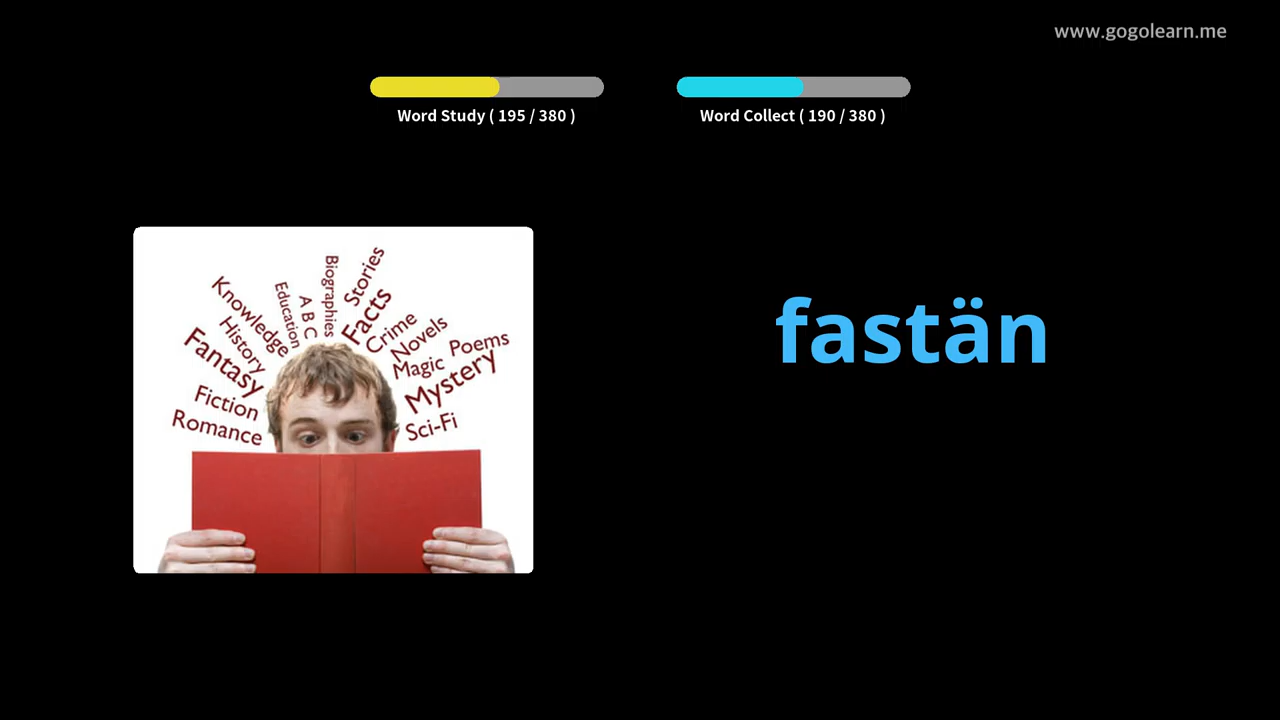 www.gogolearn.me
Word Study ( 195 / 380 )
Word Collect ( 190 / 380 )
fastän
Knowledge
History
Fantasy
Fiction
Romance
Education
A B C
Biographies
Stories
Facts
Crime
Novels
Magic
Poems
Mystery
Sci-Fi